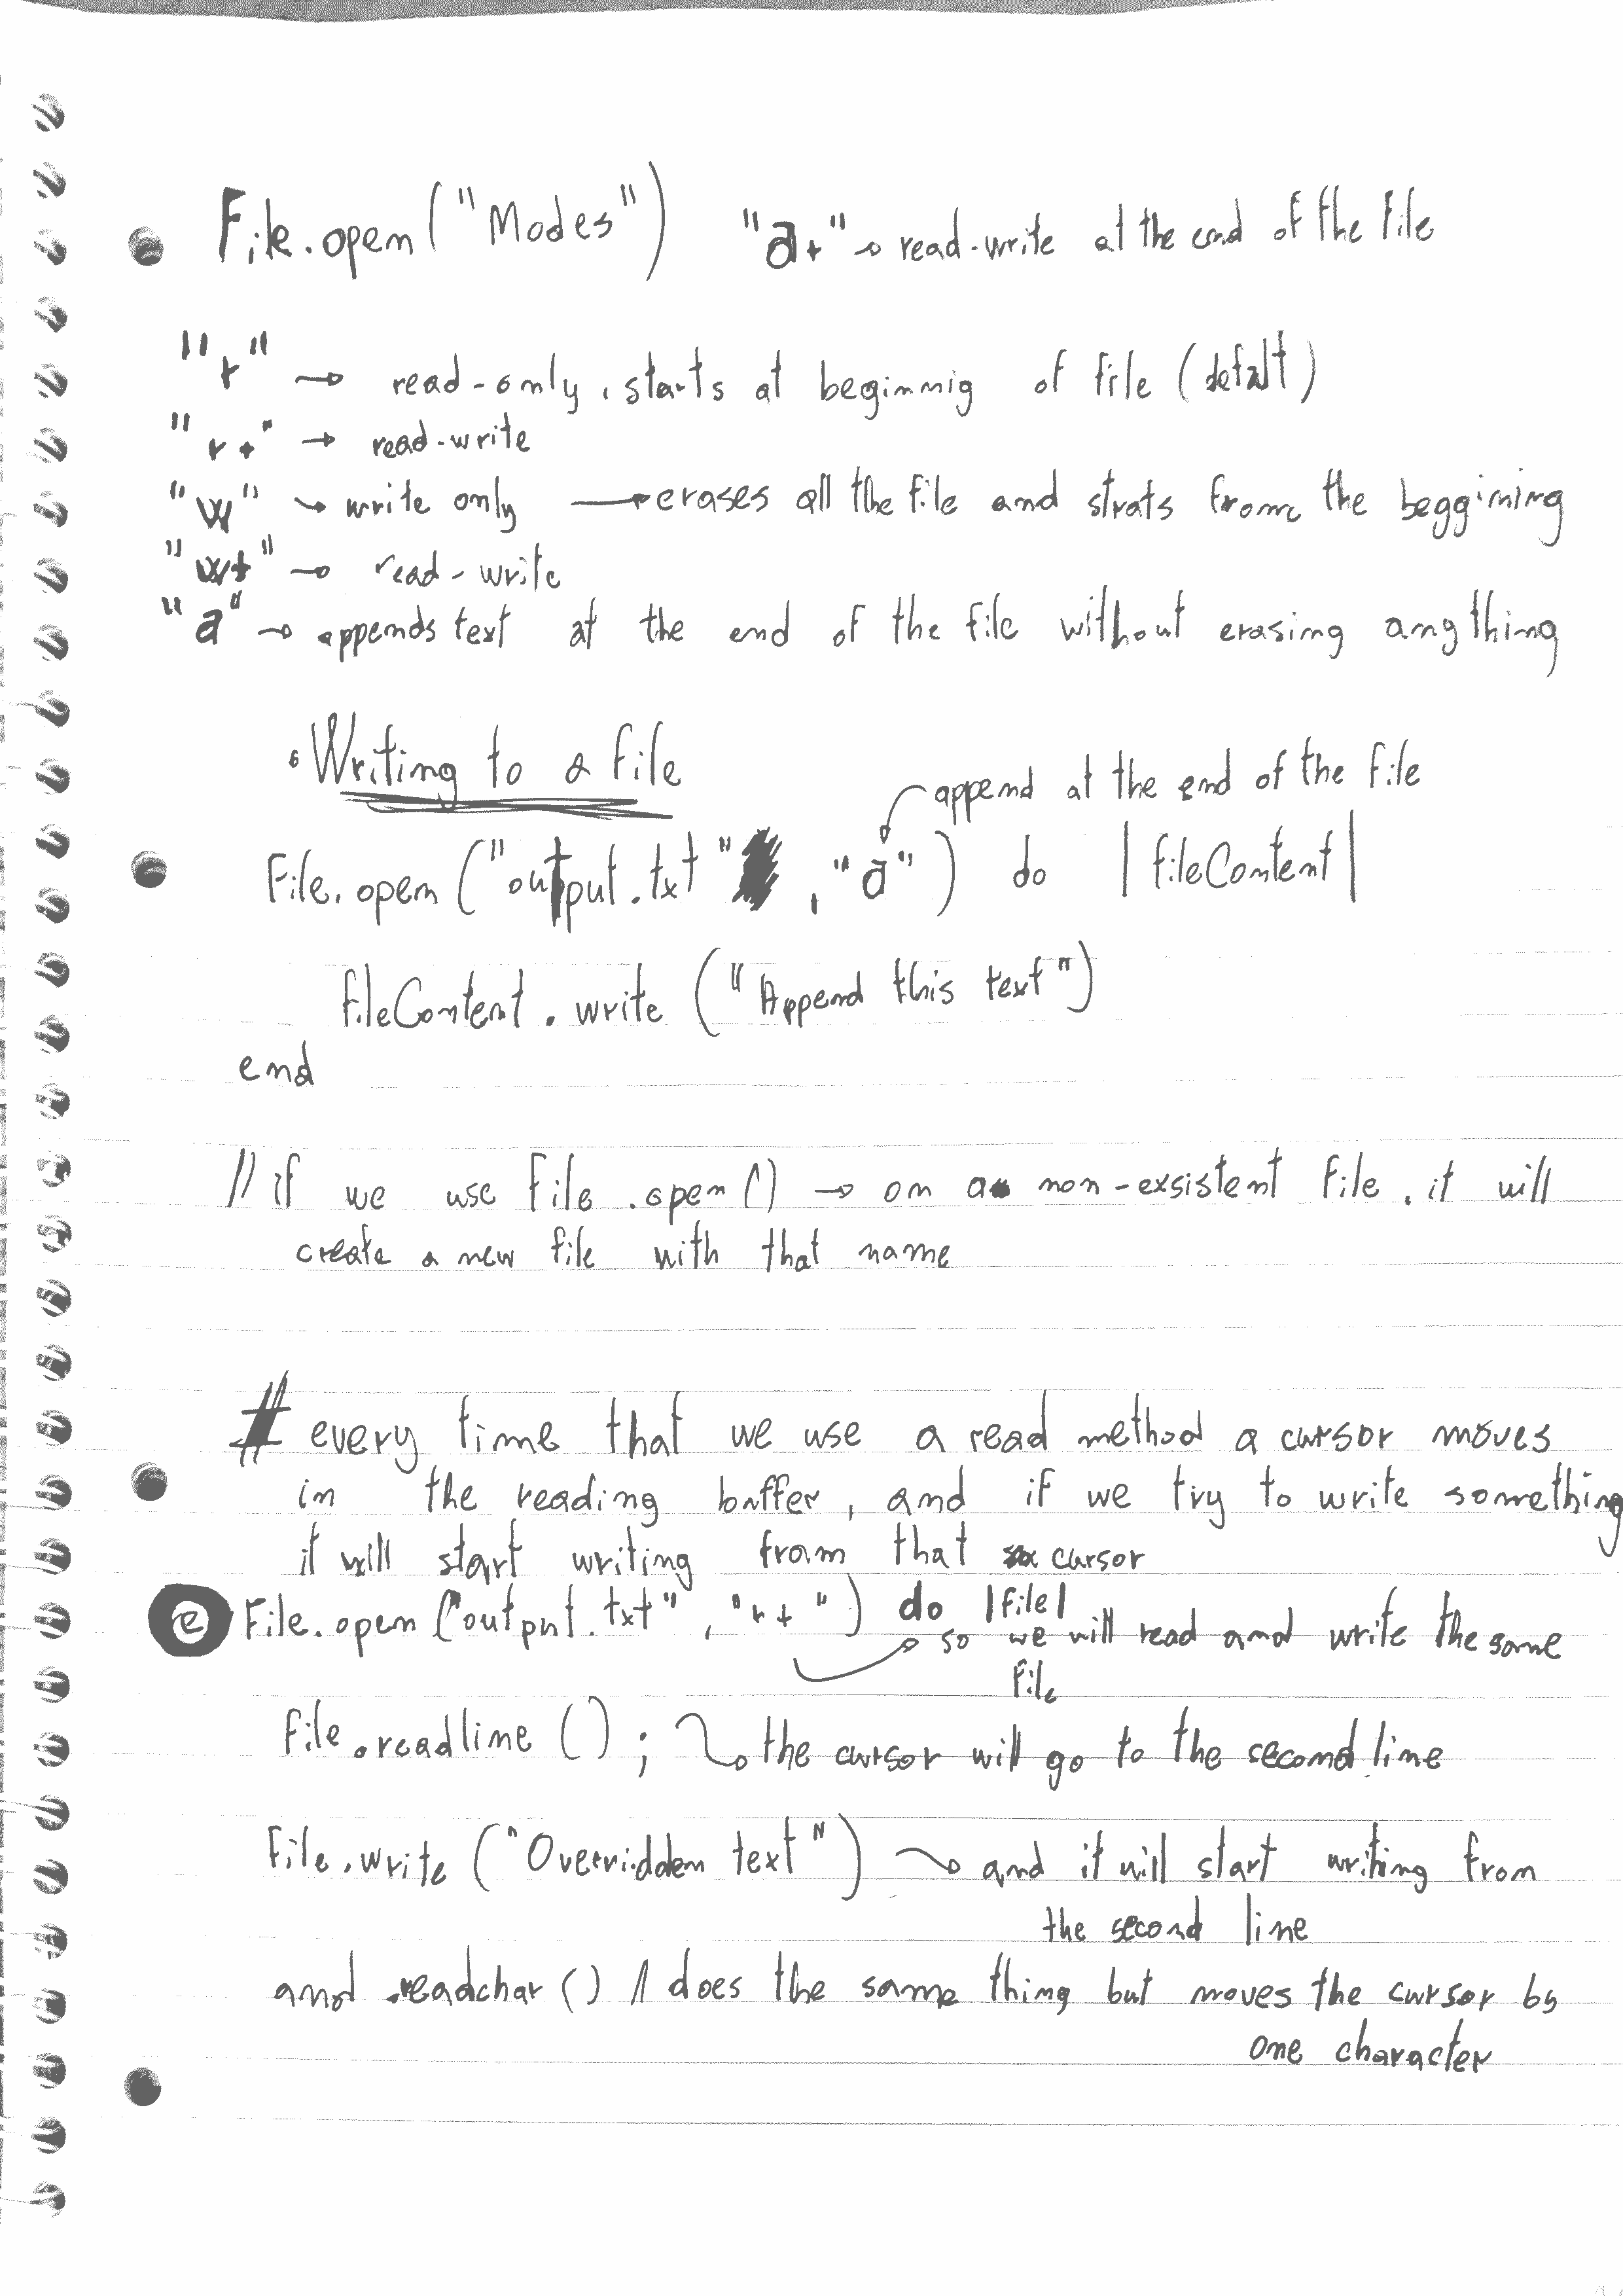 File.open("Modes")    "a+" → read-write at the end of the file
"r" → read-only, starts at beginnig of file (defalt)
"r+" → read-write
"w" → write only → erases all the file and strats from the beggining
"w+" → read-write
"a" → appends text at the end of the file without erasing anything
• Writing to a file
append at the end of the file
File.open ("output.txt" , "a") do |fileContent|
fileContent.write ("Append this text")
end
// if we use file.open() → on a non-exsistent file, it will
create a new file with that name
# every time that we use a read method a cursor moves
in the reading buffer, and if we try to write something
it will start writing from that cursor
e File.open("output.txt", "r+") do |file|
→ so we will read and write the same
file
file.readline(); → the cursor will go to the second line
file.write ("Overridden text") → and it will start writing from
the second line
and .readchar() // does the same thing but moves the cursor by
one character